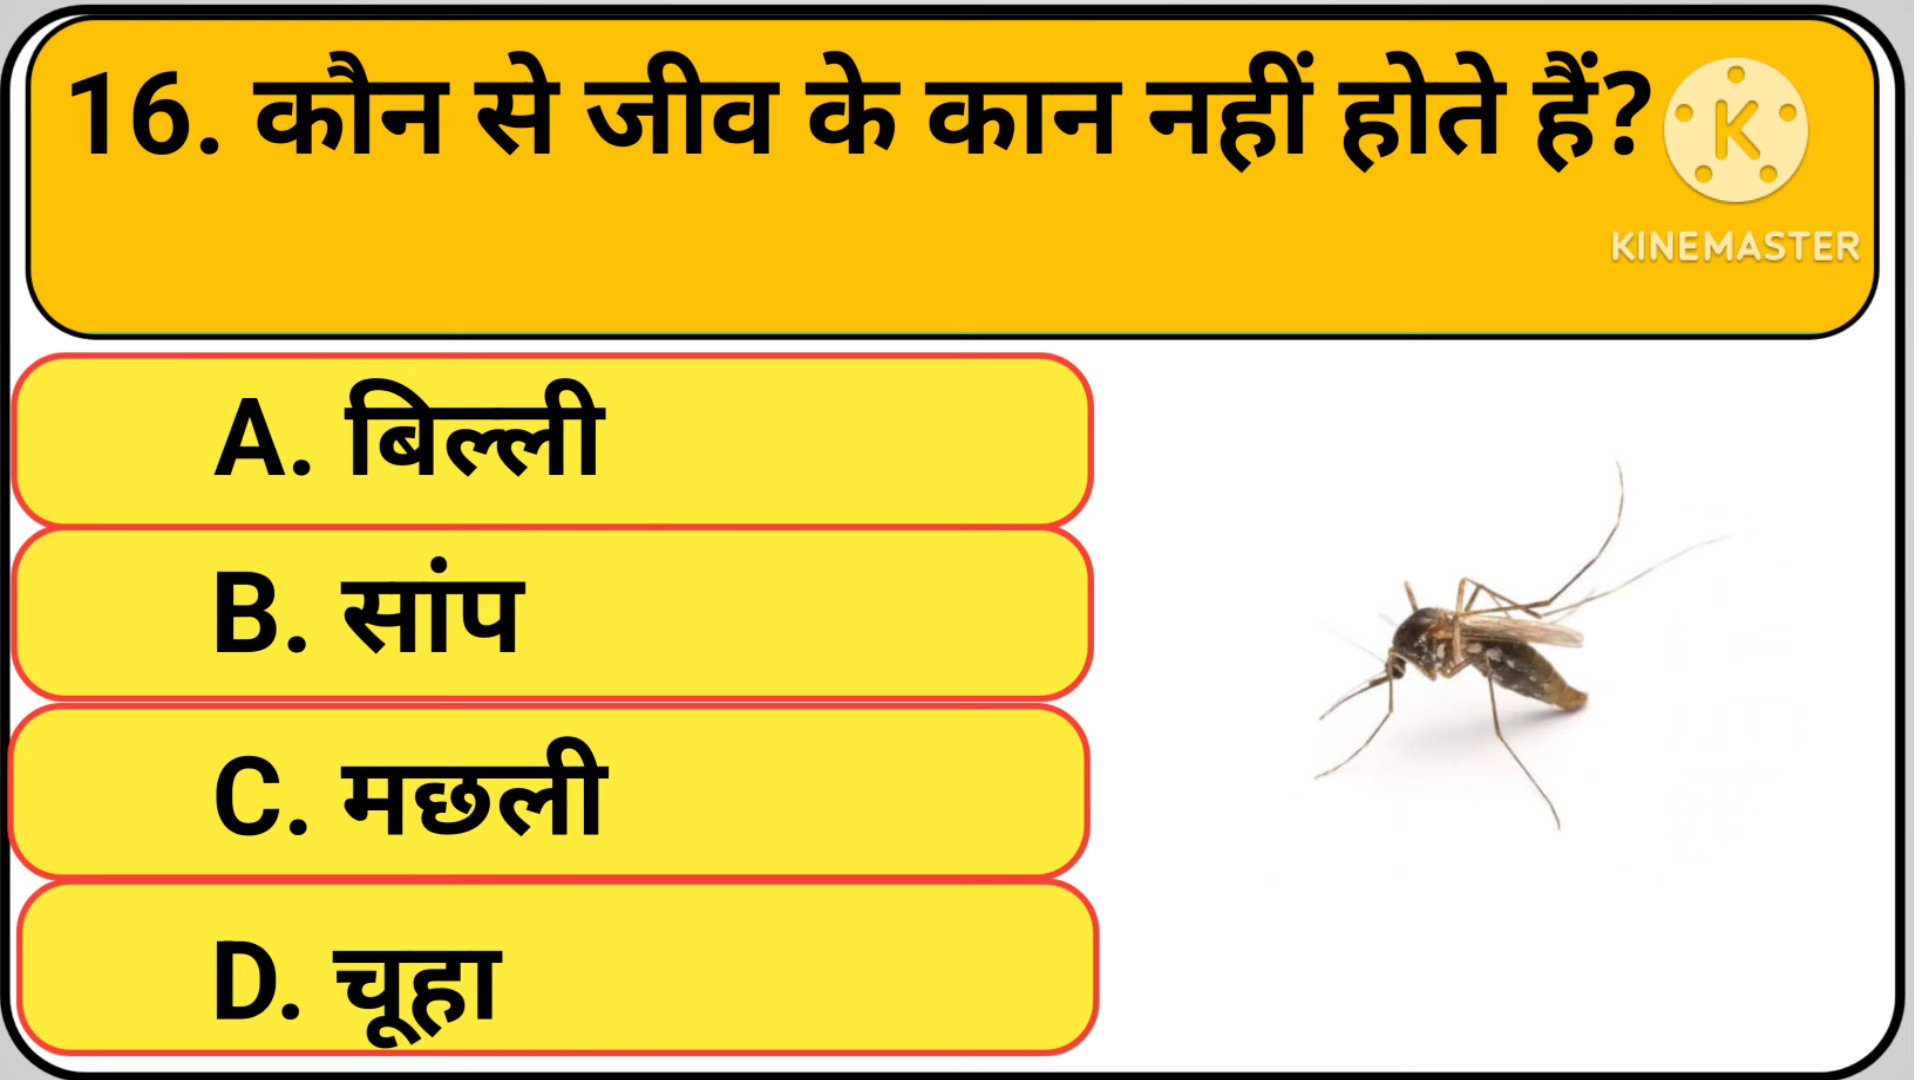 16. कौन से जीव के कान नहीं होते हैं?
K
KINEMASTER
A. बिल्ली
B. सांप
C. मछली
D. चूहा